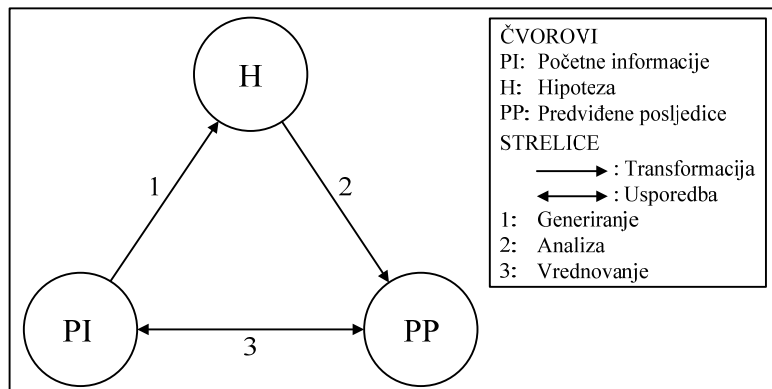 H
1
2
PI
PP
3
ČVOROVI
PI: Početne informacije
H: Hipoteza
PP: Predviđene posljedice
STRELICE
: Transformacija
: Usporedba
1: Generiranje
2: Analiza
3: Vrednovanje